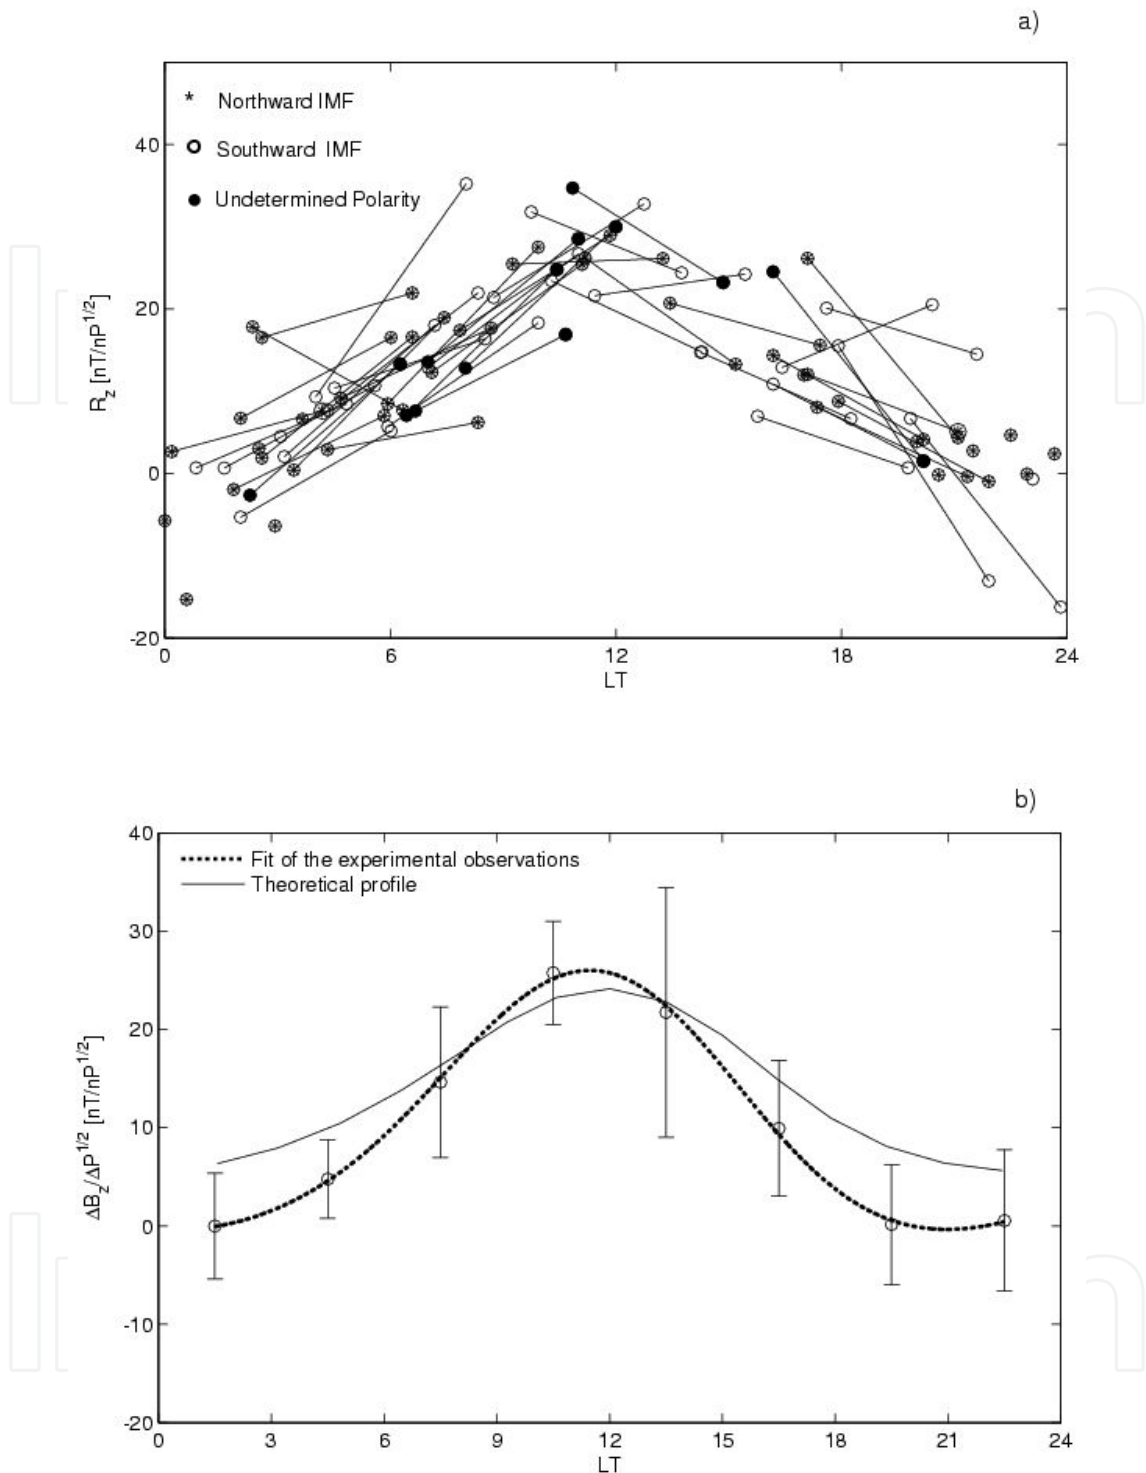 a)
* Northward IMF
Southward IMF
Undetermined Polarity
40
20
0
-20
R_z [nT/nP^1/2]
0 6 12 18 24
LT
b)
40
30
20
10
0
-10
-20
Fit of the experimental observations
Theoretical profile
ΔB_z/ΔP^1/2 [nT/nP^1/2]
0 3 6 9 12 15 18 21 24
LT